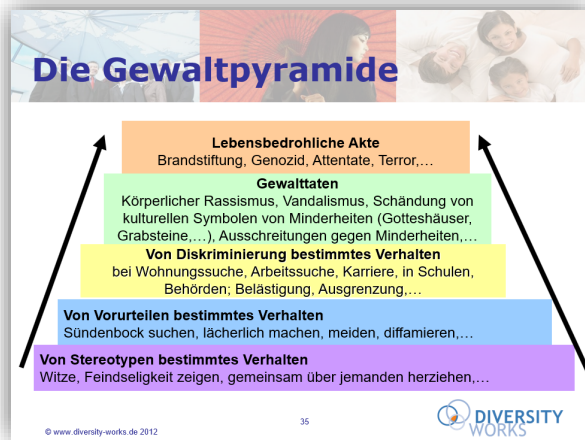 Die Gewaltpyramide
Lebensbedrohliche Akte
Brandstiftung, Genozid, Attentate, Terror,…
Gewalttaten
Körperlicher Rassismus, Vandalismus, Schändung von
kulturellen Symbolen von Minderheiten (Gotteshäuser,
Grabsteine,…), Ausschreitungen gegen Minderheiten,…
Von Diskriminierung bestimmtes Verhalten
bei Wohnungssuche, Arbeitssuche, Karriere, in Schulen,
Behörden; Belästigung, Ausgrenzung,…
Von Vorurteilen bestimmtes Verhalten
Sündenbock suchen, lächerlich machen, meiden, diffamieren,…
Von Stereotypen bestimmtes Verhalten
Witze, Feindseligkeit zeigen, gemeinsam über jemanden herziehen,…
35
© www.diversity-works.de 2012
DIVERSITY
WORKS